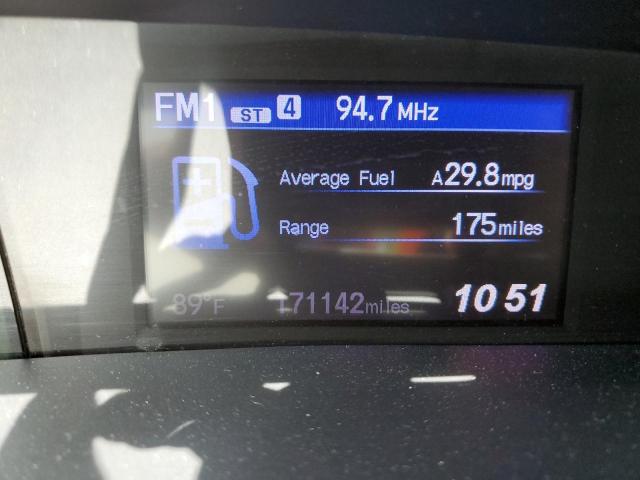 FM1 ST 4 94.7 MHz
Average Fuel A29.8mpg
Range 175miles
89°F 171142miles 10 51